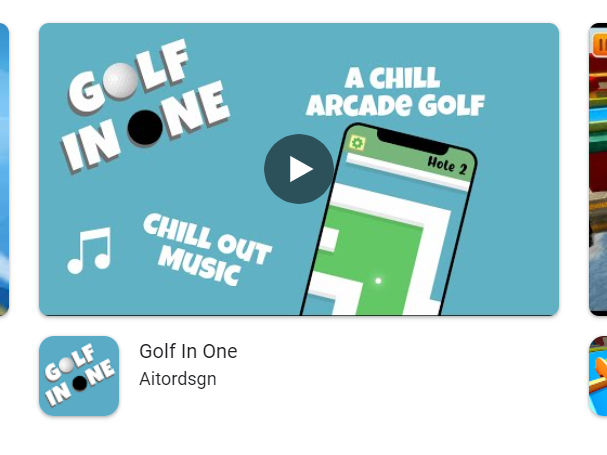 GOLF
IN ONE
A CHILL
ARCADE GOLF
Hole 2
CHILL OUT
MUSIC
GOLF
IN ONE
Golf In One
Aitordsgn